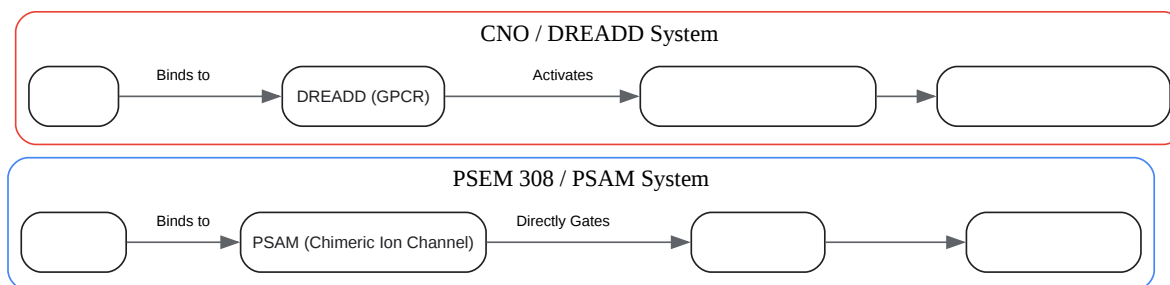 CNO / DREADD System
Binds to
DREADD (GPCR)
Activates
PSEM 308 / PSAM System
Binds to
PSAM (Chimeric Ion Channel)
Directly Gates